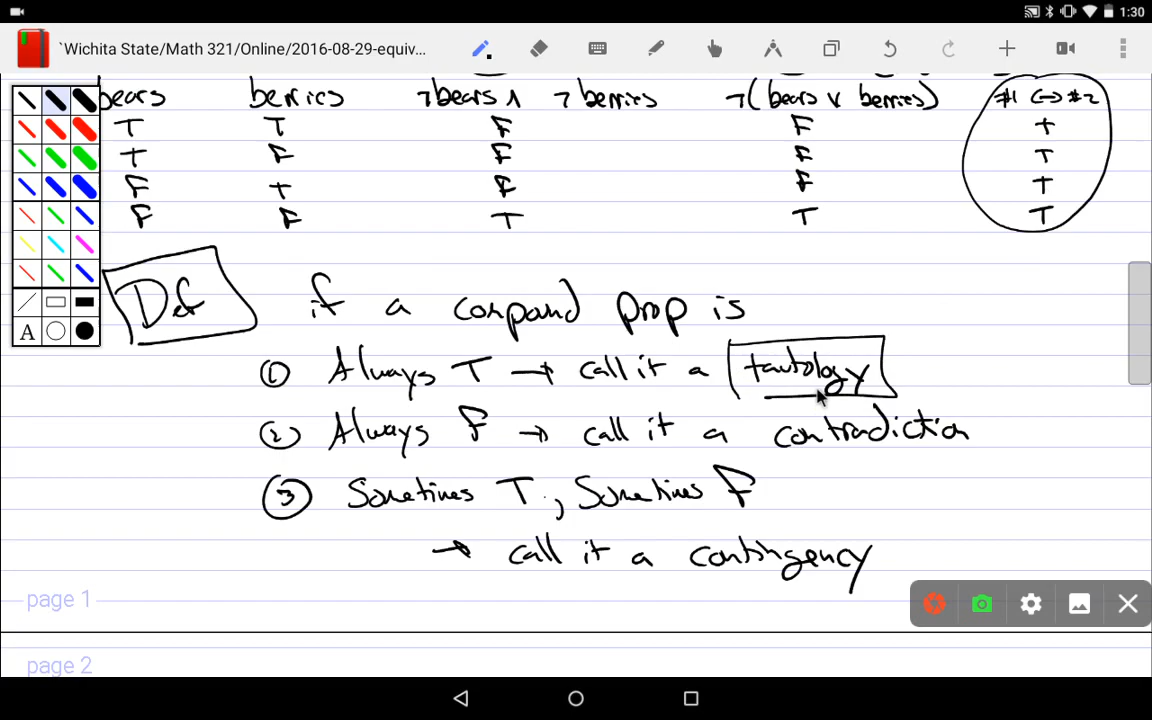 1:30
`Wichita State/Math 321/Online/2016-08-29-equiv...
bears berries ¬bears ∧ ¬berries ¬(bears ∨ berries) #1 ↔ #2
T T F F T
T F F F T
F T F F T
F F T T T
Def if a compound prop is
① Always T → call it a tautology
② Always F → call it a contradiction
③ Sometimes T, Sometimes F
→ call it a contingency
A
page 1
page 2